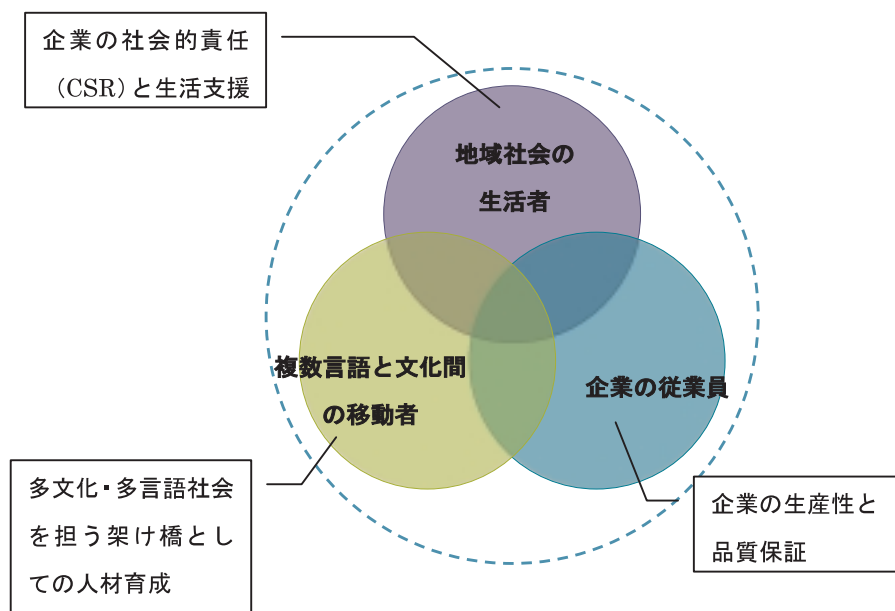 企業の社会的責任
（CSR）と生活支援
地域社会の
生活者
複数言語と文化間
の移動者
企業の従業員
多文化・多言語社会
を担う架け橋とし
ての人材育成
企業の生産性と
品質保証